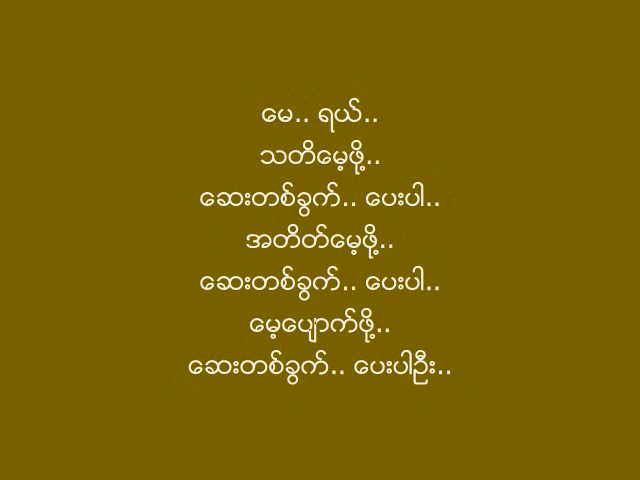 မေ.. ရယ်..
သတိမေ့ဖို့..
ဆေးတစ်ခွက်.. ပေးပါ..
အတိတ်မေ့ဖို့..
ဆေးတစ်ခွက်.. ပေးပါ..
မေ့ပျောက်ဖို့..
ဆေးတစ်ခွက်.. ပေးပါဦး..